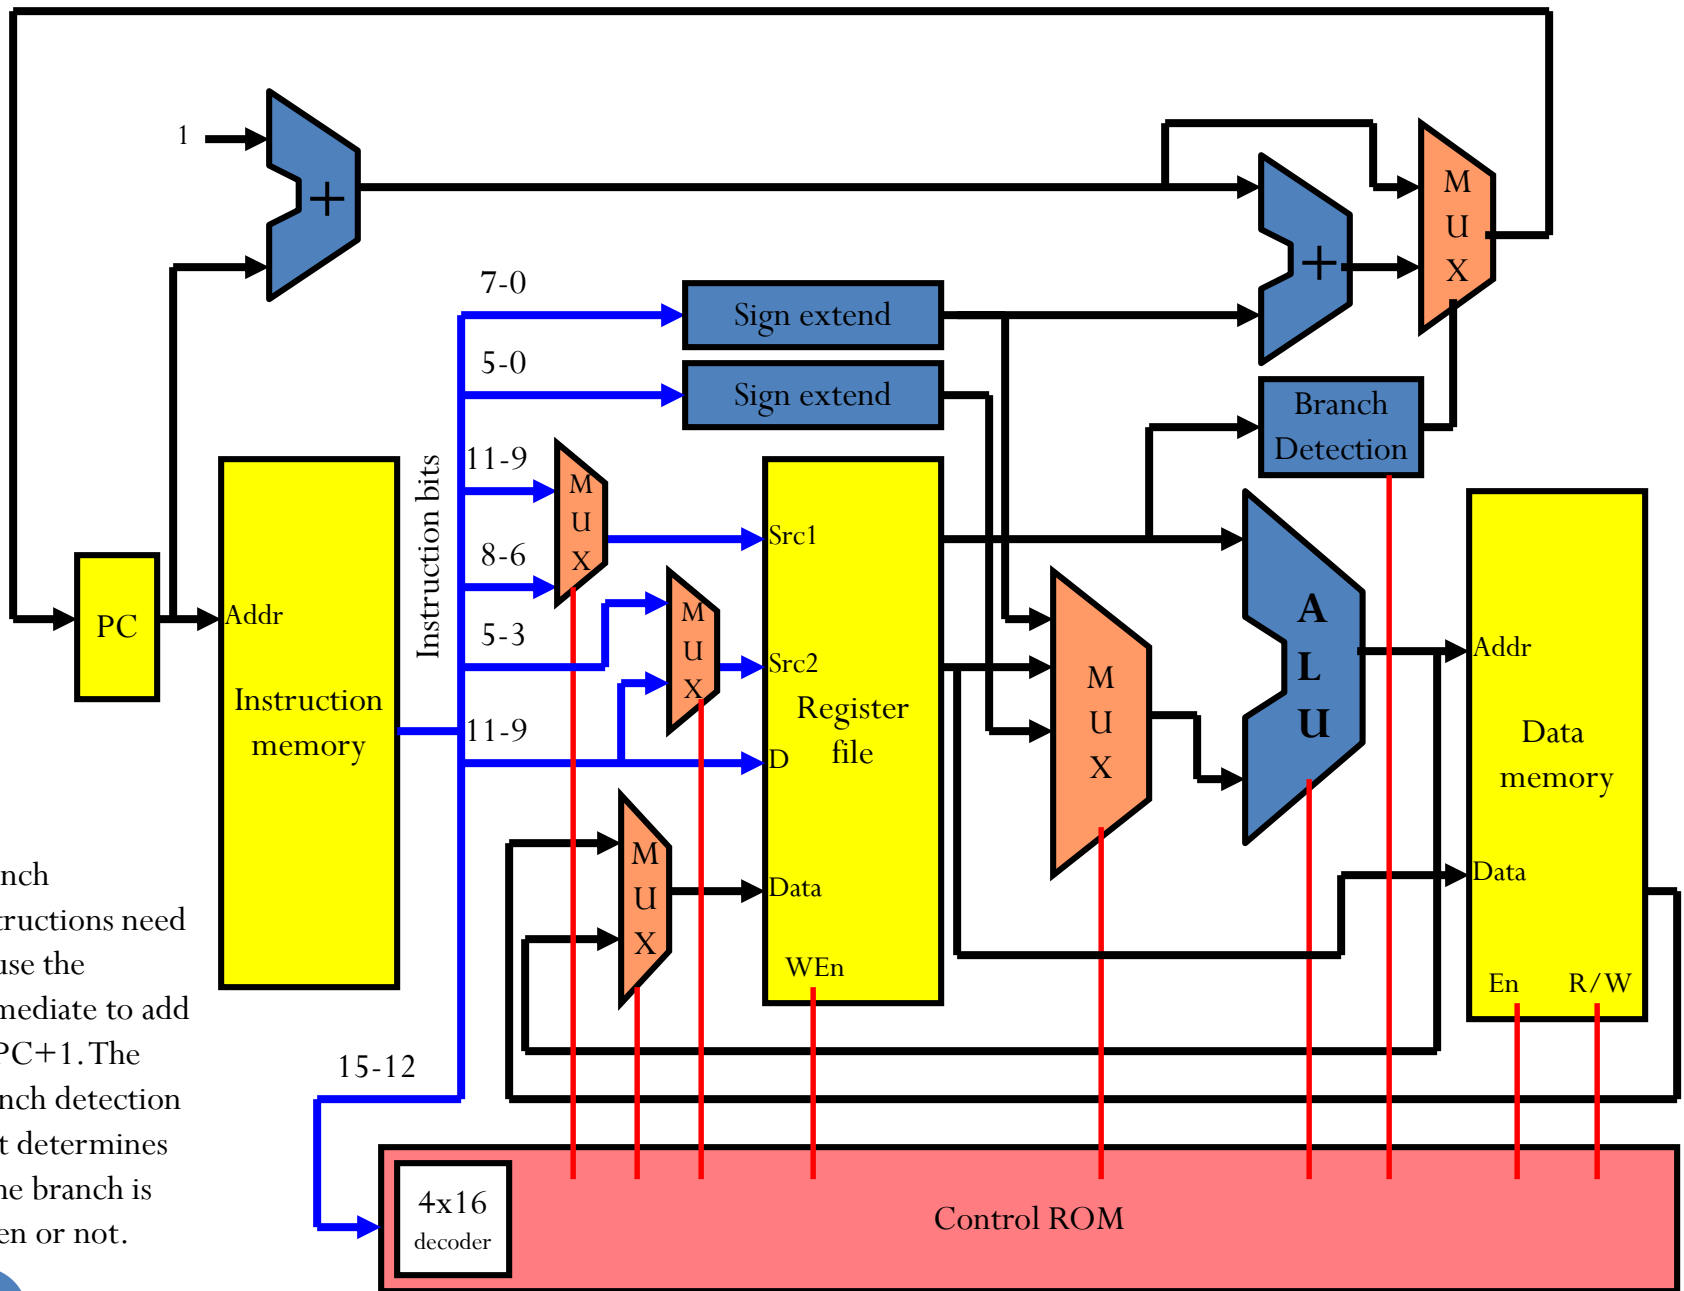 1
+
+
M
U
X
7-0
Sign extend
5-0
Sign extend
Branch
Detection
11-9
M
U
X
8-6
5-3
11-9
Instruction bits
PC
Addr
Instruction
memory
M
U
X
Src1
Src2
Register
file
D
Data
WEn
M
U
X
M
U
X
A
L
U
Addr
Data
memory
Data
En
R/W
nch
tructions need
use the
mediate to add
PC+1. The
nch detection
t determines
ne branch is
en or not.
15-12
4x16
decoder
Control ROM